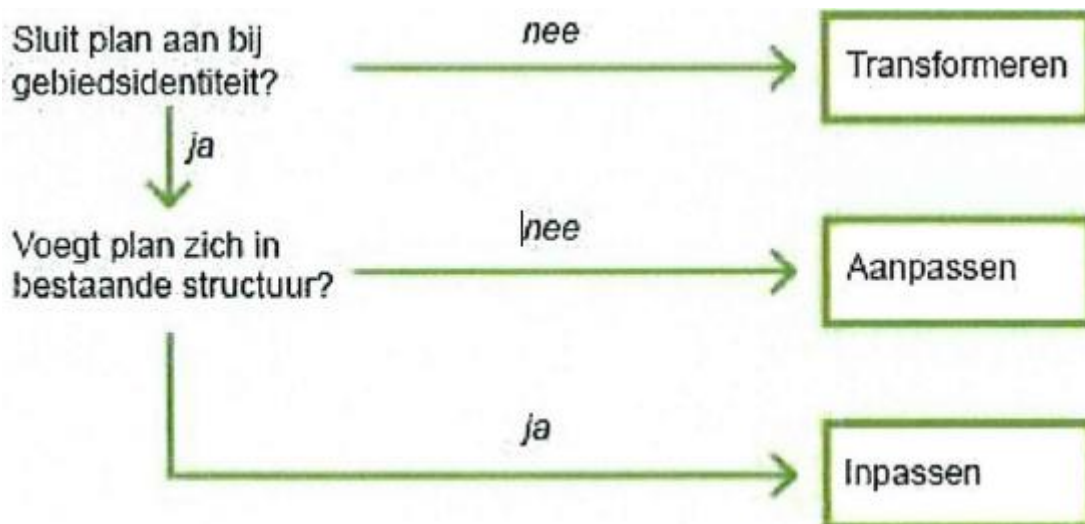 Sluit plan aan bij
gebiedsidentiteit?
nee
Transformeren
ja
Voegt plan zich in
bestaande structuur?
nee
Aanpassen
ja
Inpassen